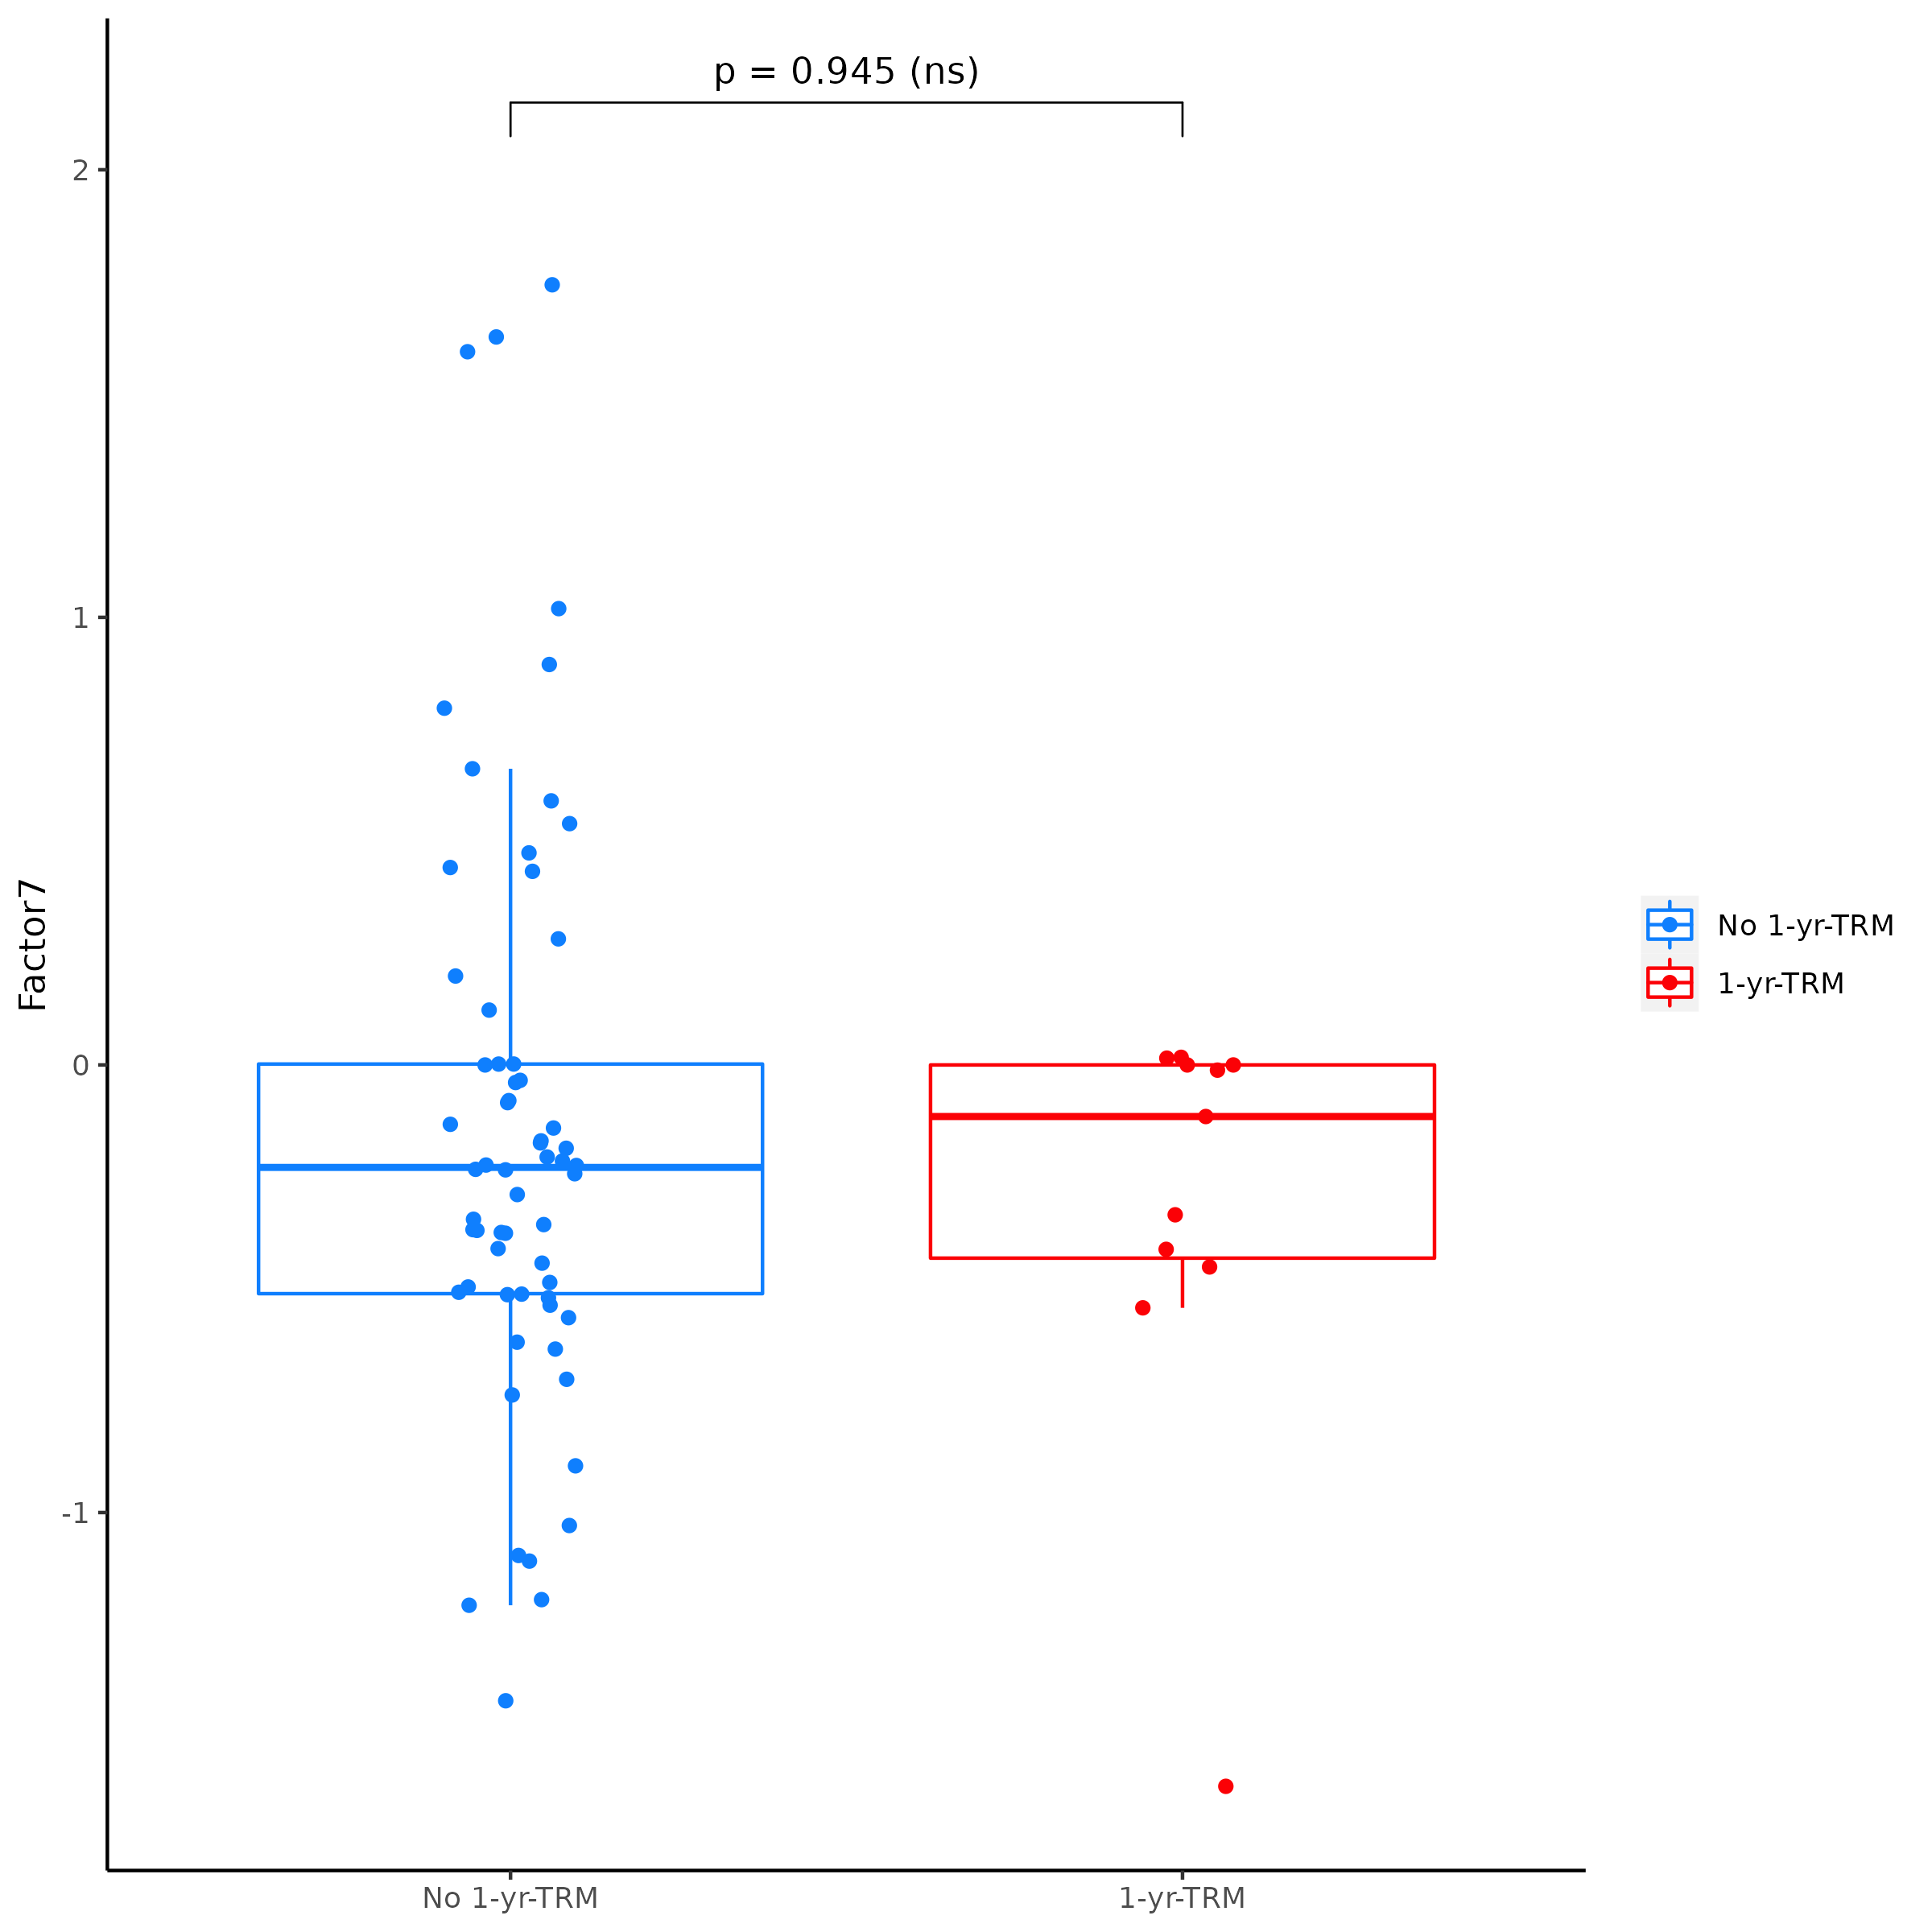 p = 0.945 (ns)
2
1
0
-1
Factor7
No 1-yr-TRM
1-yr-TRM
No 1-yr-TRM
1-yr-TRM